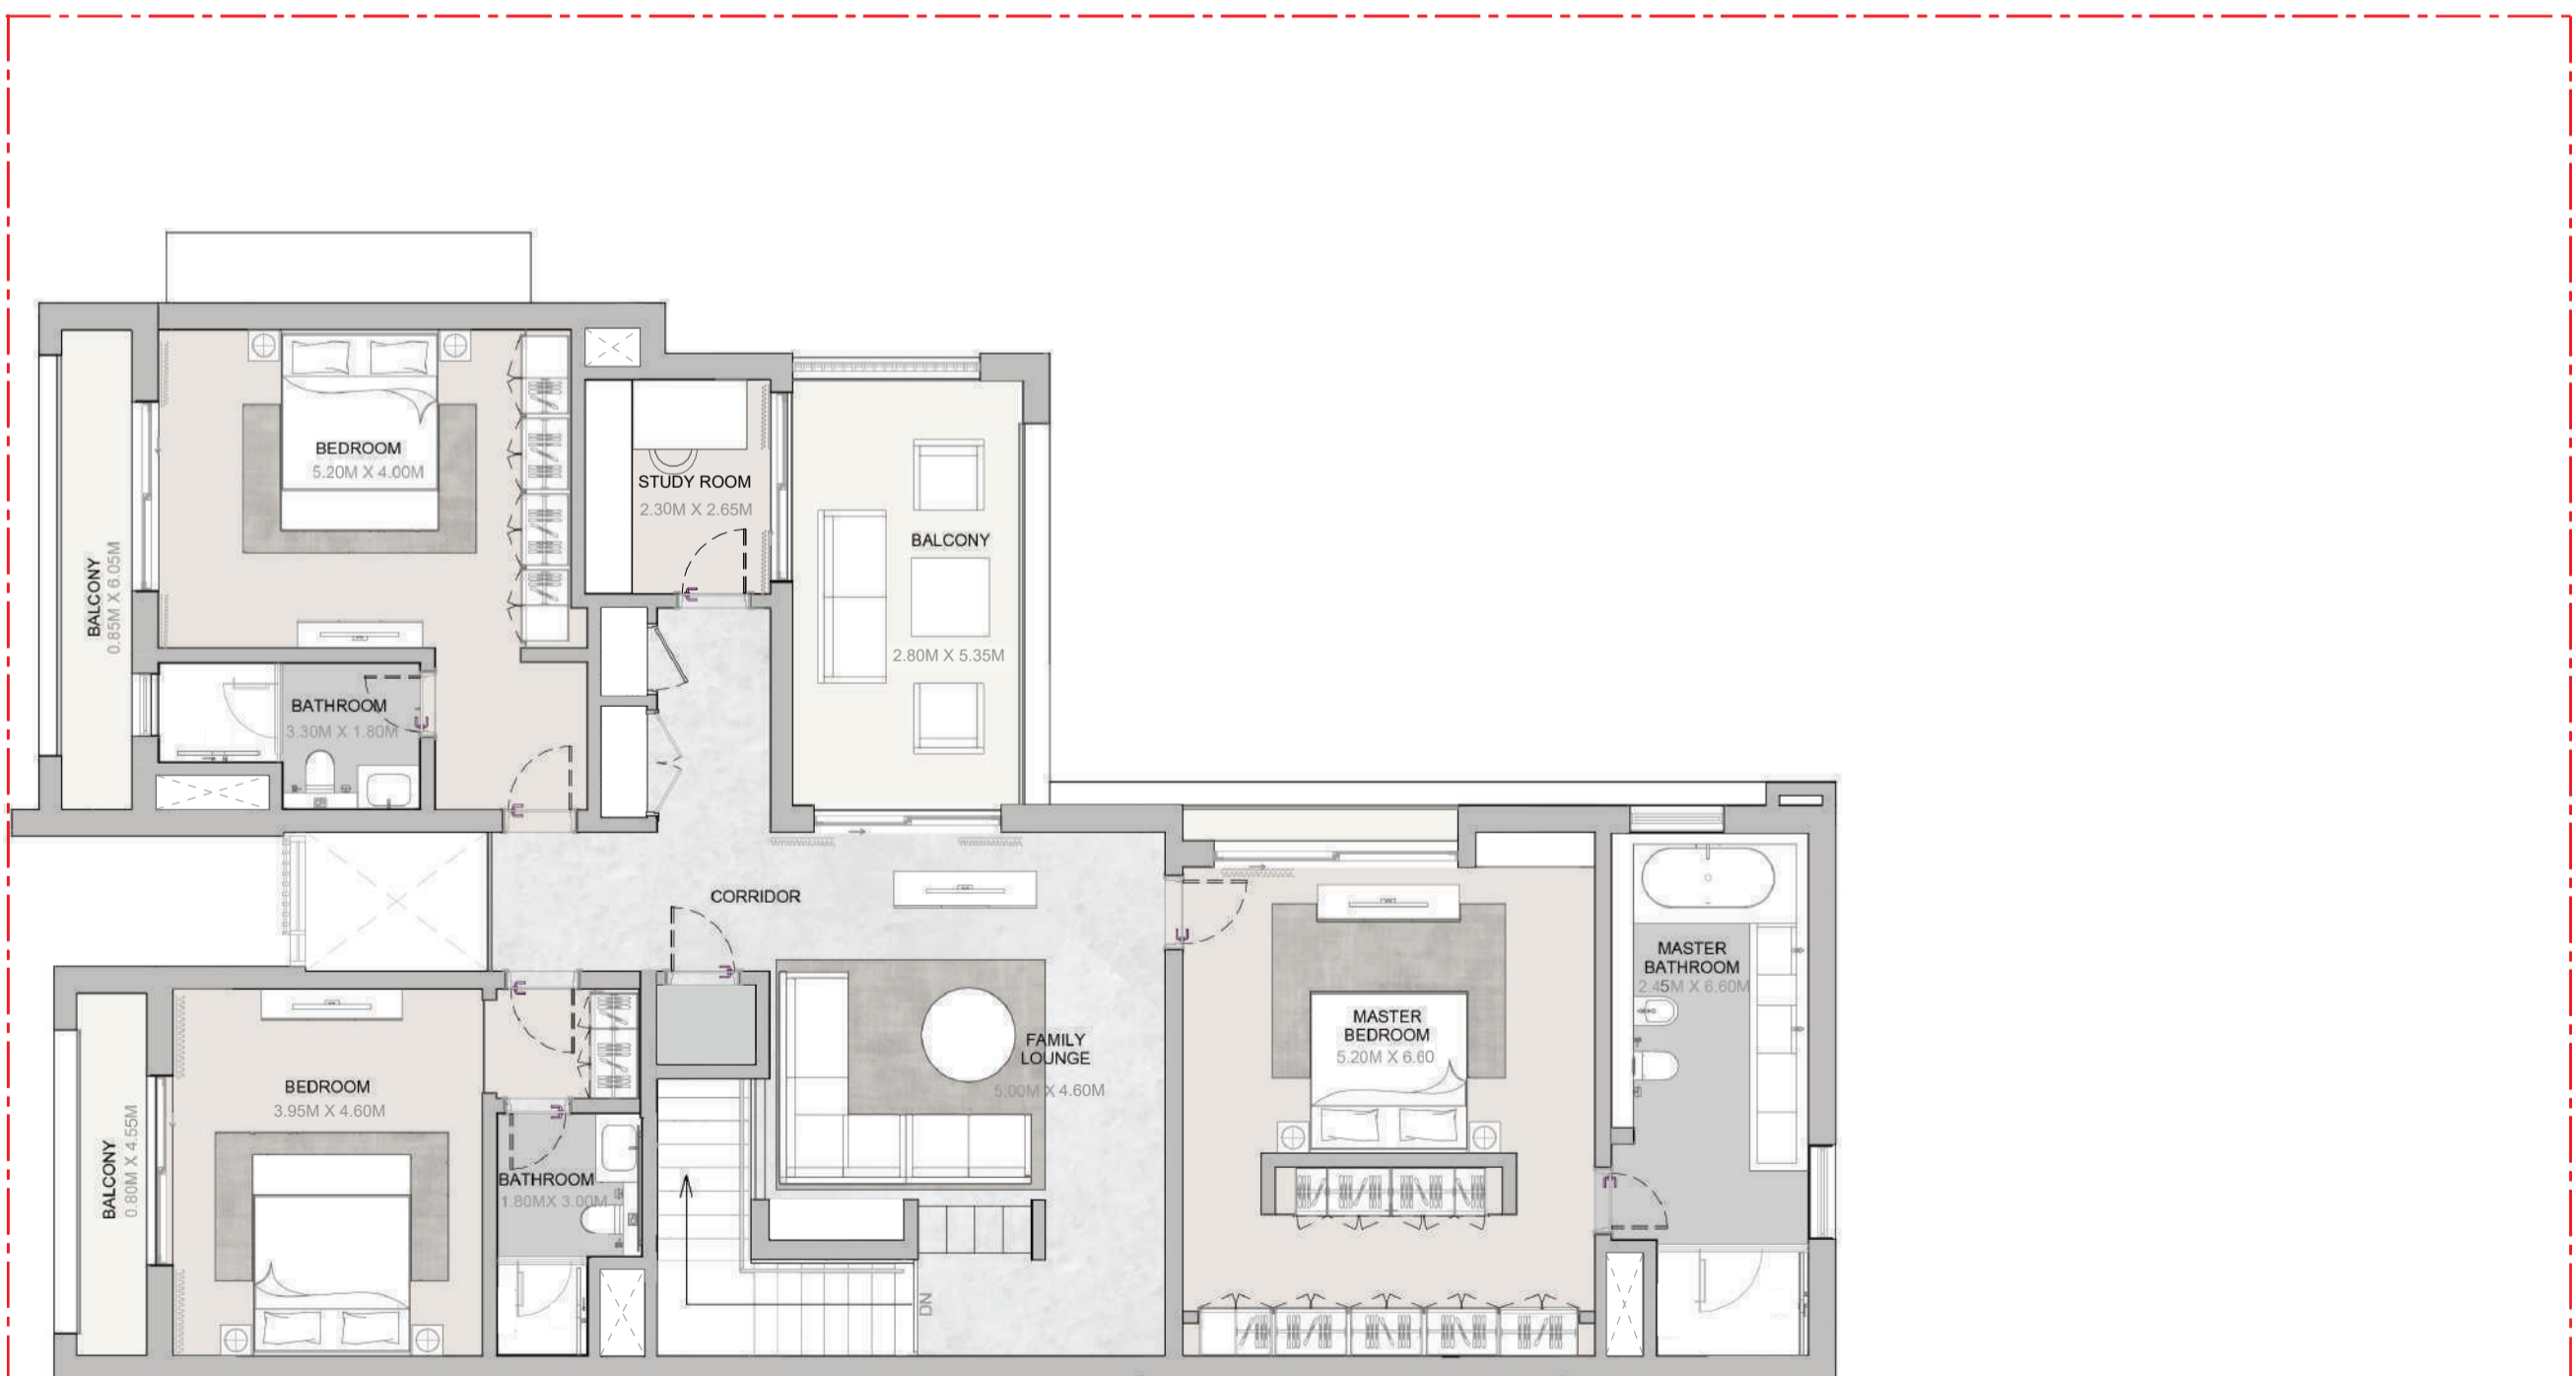 BEDROOM
5.20M X 4.00M
STUDY ROOM
2.30M X 2.65M
BALCONY
2.80M X 5.35M
BALCONY
0.85M X 6.05M
BATHROOM
3.30M X 1.80M
CORRIDOR
MASTER
BATHROOM
2.45M X 6.60M
MASTER
BEDROOM
5.20M X 6.60
FAMILY
LOUNGE
5.00M X 4.60M
BEDROOM
3.95M X 4.60M
BALCONY
0.80M X 4.55M
BATHROOM
1.80MX 3.00M
DN